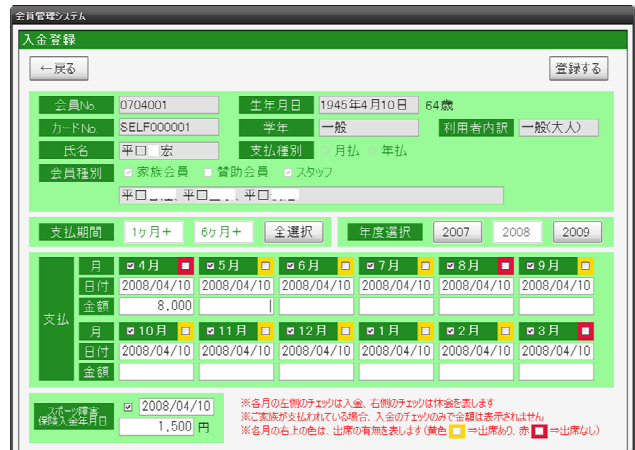 会員管理システム
入金登録
←戻る 登録する
会員No. 0704001 生年月日 1945年4月10日 64歳
カードNo. SELF000001 学年 一般 利用者内訳 一般(大人)
氏名 平口 宏 支払種別 月払 年払
会員種別 家族会員 賛助会員 スタッフ
平口 平口 平口
支払期間 1ヶ月+ 6ヶ月+ 全選択 年度選択 2007 2008 2009
支払
月 4月 5月 6月 7月 8月 9月
日付 2008/04/10 2008/04/10 2008/04/10 2008/04/10 2008/04/10 2008/04/10
金額 8,000
月 10月 11月 12月 1月 2月 3月
日付 2008/04/10 2008/04/10 2008/04/10 2008/04/10 2008/04/10 2008/04/10
金額
スポーツ障害
保険入金年月日
2008/04/10
1,500 円
※各月の左側のチェックは入金、右側のチェックは休会を表します
※ご家族が支払われている場合、入金のチェックのみで金額は表示されません
※各月の右上の色は、出席の有無を表します(黄色 ⇒出席あり、赤 ⇒出席なし)